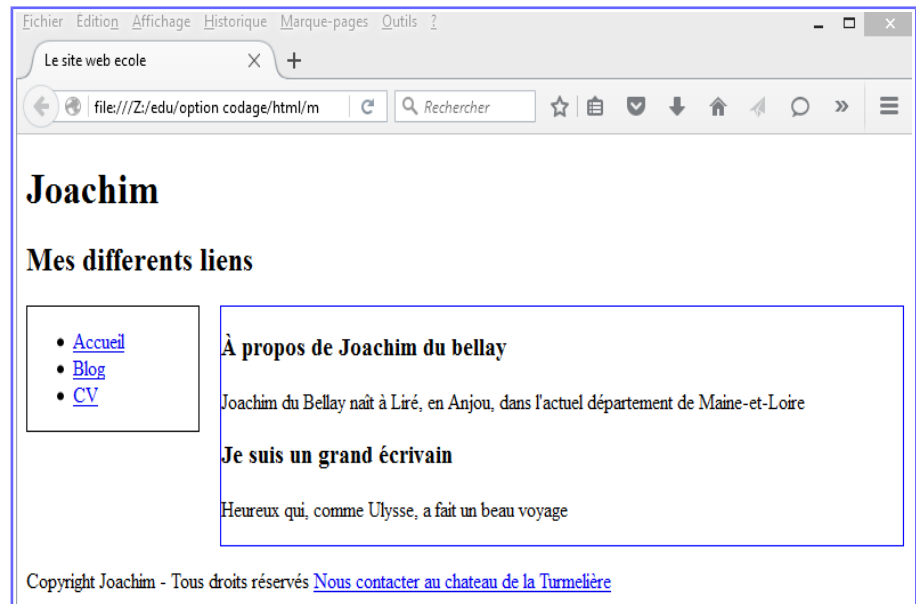 Fichier Édition Affichage Historique Marque-pages Outils ?
Le site web ecole
file:///Z:/edu/option codage/html/m
Rechercher
Joachim
Mes differents liens
Accueil
Blog
CV
À propos de Joachim du bellay
Joachim du Bellay naît à Liré, en Anjou, dans l'actuel département de Maine-et-Loire
Je suis un grand écrivain
Heureux qui, comme Ulysse, a fait un beau voyage
Copyright Joachim - Tous droits réservés Nous contacter au chateau de la Turmelière